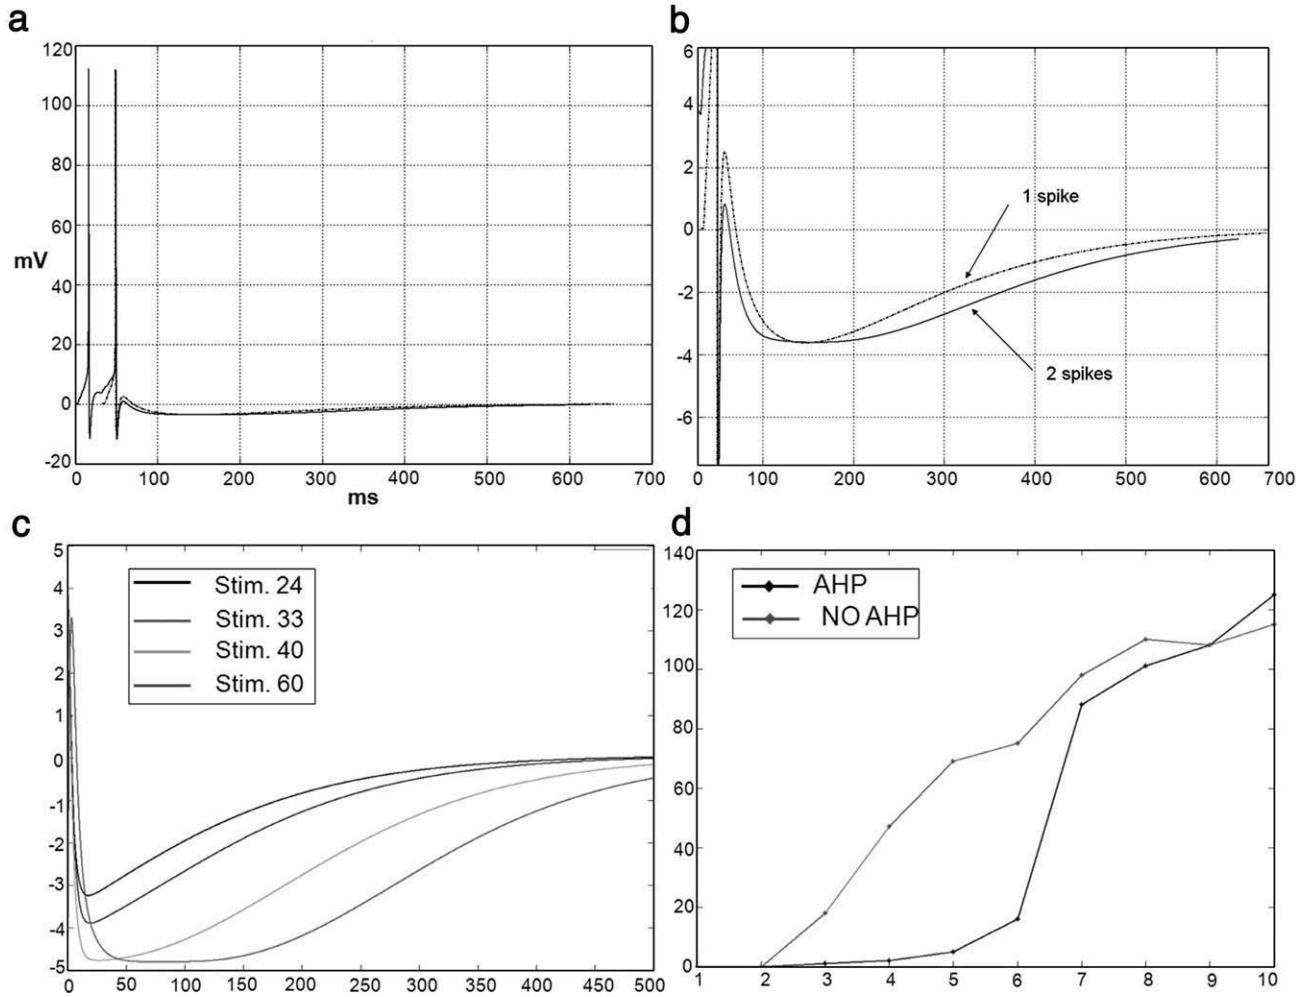 a
120
100
80
60
mV
40
20
0
-20
0 100 200 300 400 500 600 700
ms
b
6
4
2
0
-2
-4
-6
0 100 200 300 400 500 600 700
1 spike
2 spikes
c
5
4
3
2
1
0
-1
-2
-3
-4
-5
0 50 100 150 200 250 300 350 400 450 500
Stim. 24
Stim. 33
Stim. 40
Stim. 60
d
140
120
100
80
60
40
20
0
1 2 3 4 5 6 7 8 9 10
AHP
NO AHP